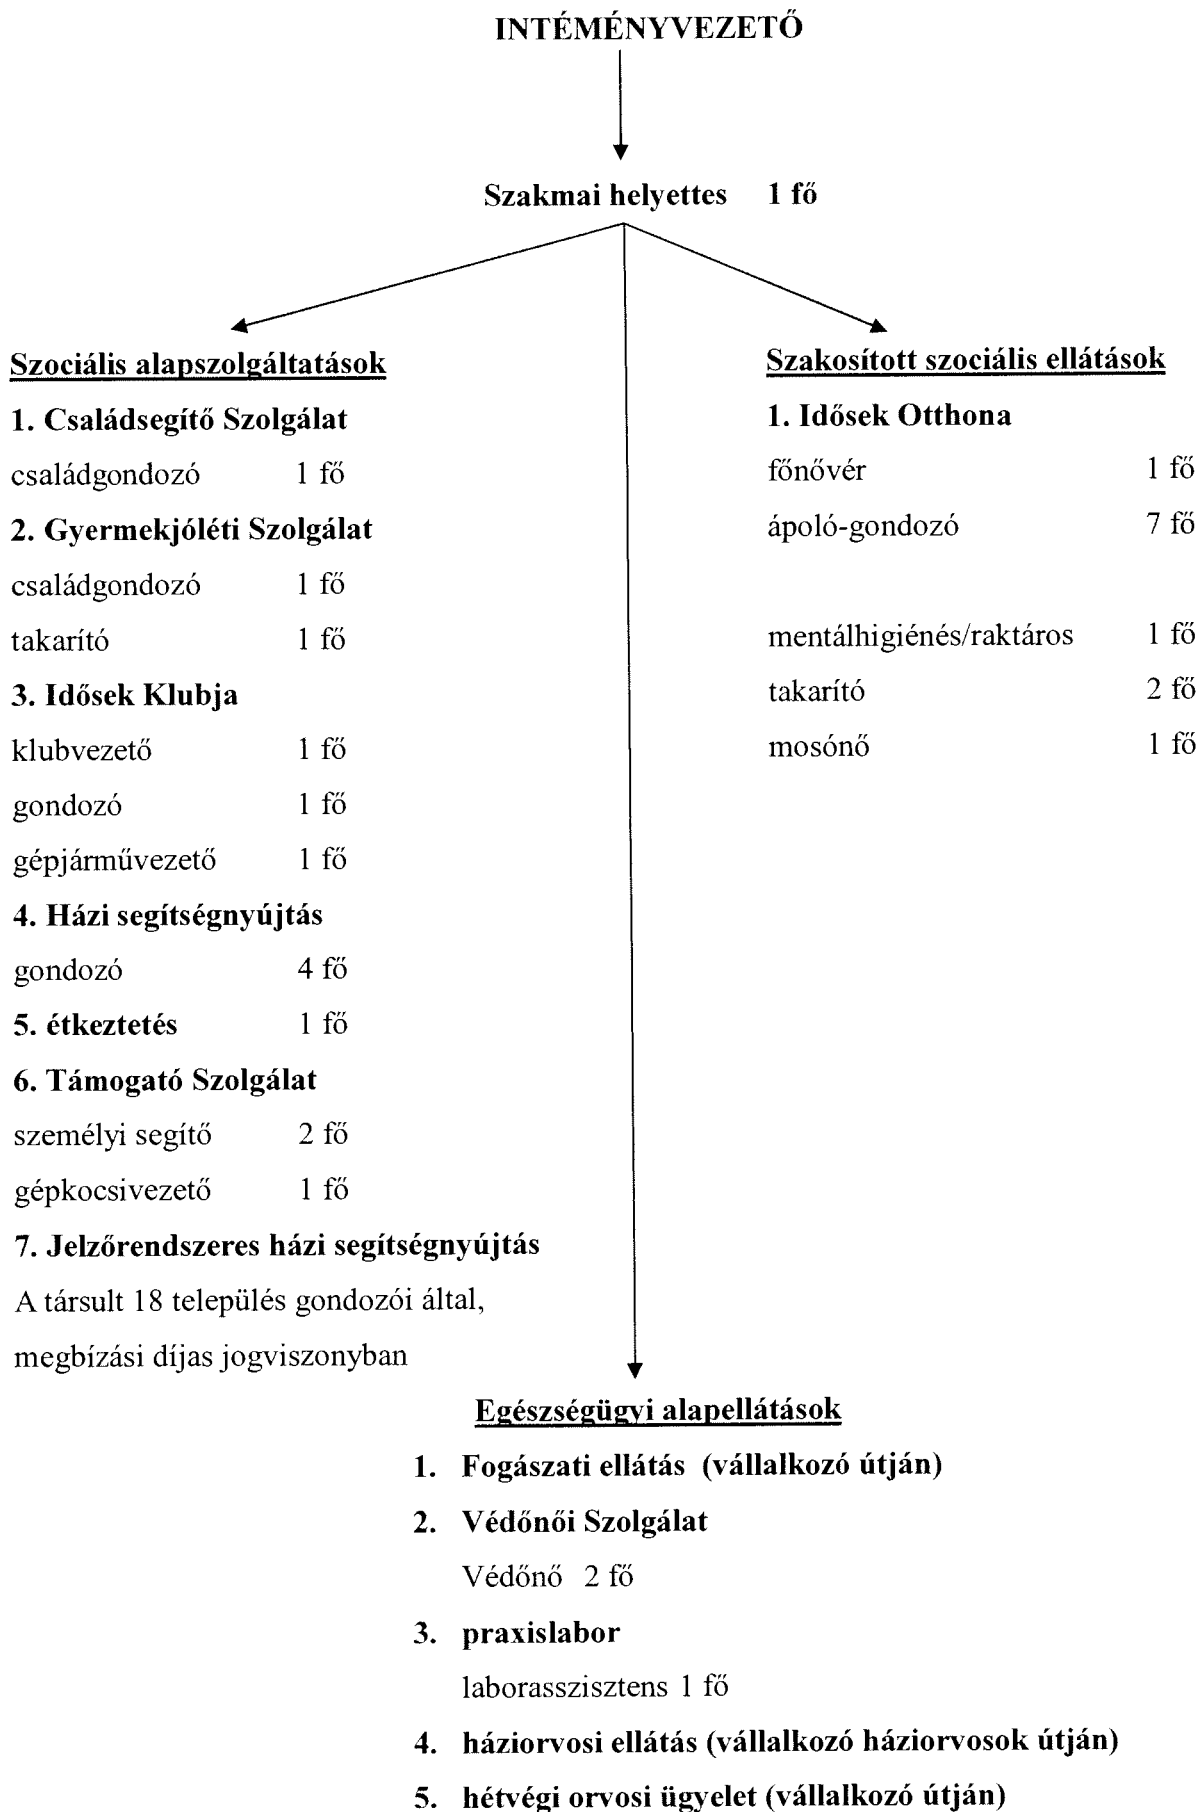 INTÉMÉNYVEZETŐ
Szakmai helyettes 1 fő
Szociális alapszolgáltatások
1. Családsegítő Szolgálat
családgondozó 1 fő
2. Gyermekjóléti Szolgálat
családgondozó 1 fő
takarító 1 fő
3. Idősek Klubja
klubvezető 1 fő
gondozó 1 fő
gépjárművezető 1 fő
4. Házi segítségnyújtás
gondozó 4 fő
5. étkeztetés 1 fő
6. Támogató Szolgálat
személyi segítő 2 fő
gépkocsivezető 1 fő
7. Jelzőrendszeres házi segítségnyújtás
A társult 18 település gondozói által,
megbízási díjas jogviszonyban
Szakosított szociális ellátások
1. Idősek Otthona
főnővér 1 fő
ápoló-gondozó 7 fő
mentálhigiénés/raktáros 1 fő
takarító 2 fő
mosónő 1 fő
Egészségügyi alapellátások
1. Fogászati ellátás (vállalkozó útján)
2. Védőnői Szolgálat
Védőnő 2 fő
3. praxislabor
laborasszisztens 1 fő
4. háziorvosi ellátás (vállalkozó háziorvosok útján)
5. hétvégi orvosi ügyelet (vállalkozó útján)